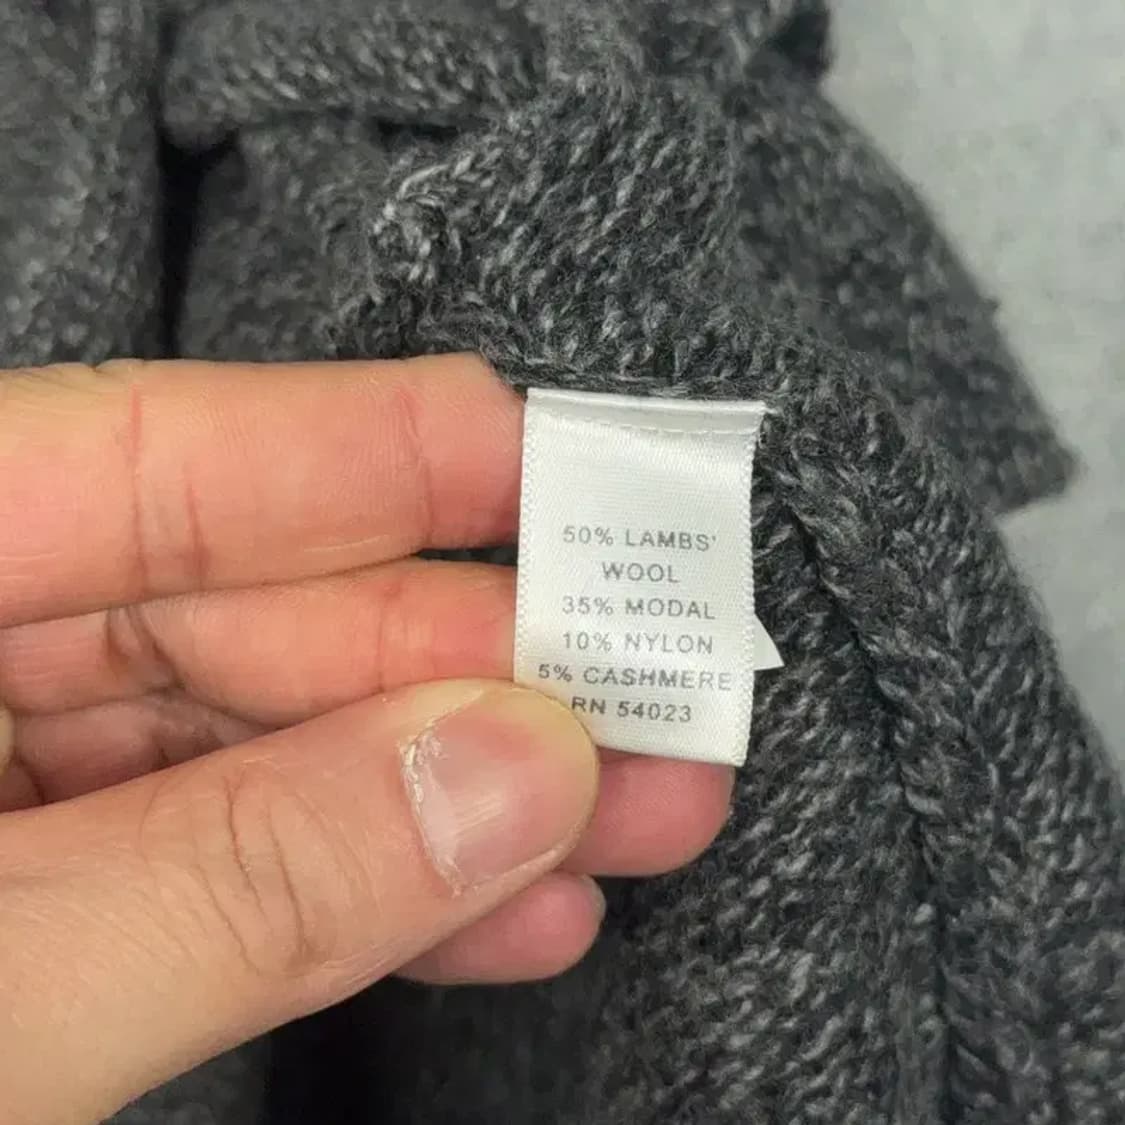 50% LAMBS'
WOOL
35% MODAL
10% NYLON
5% CASHMERE
RN 54023